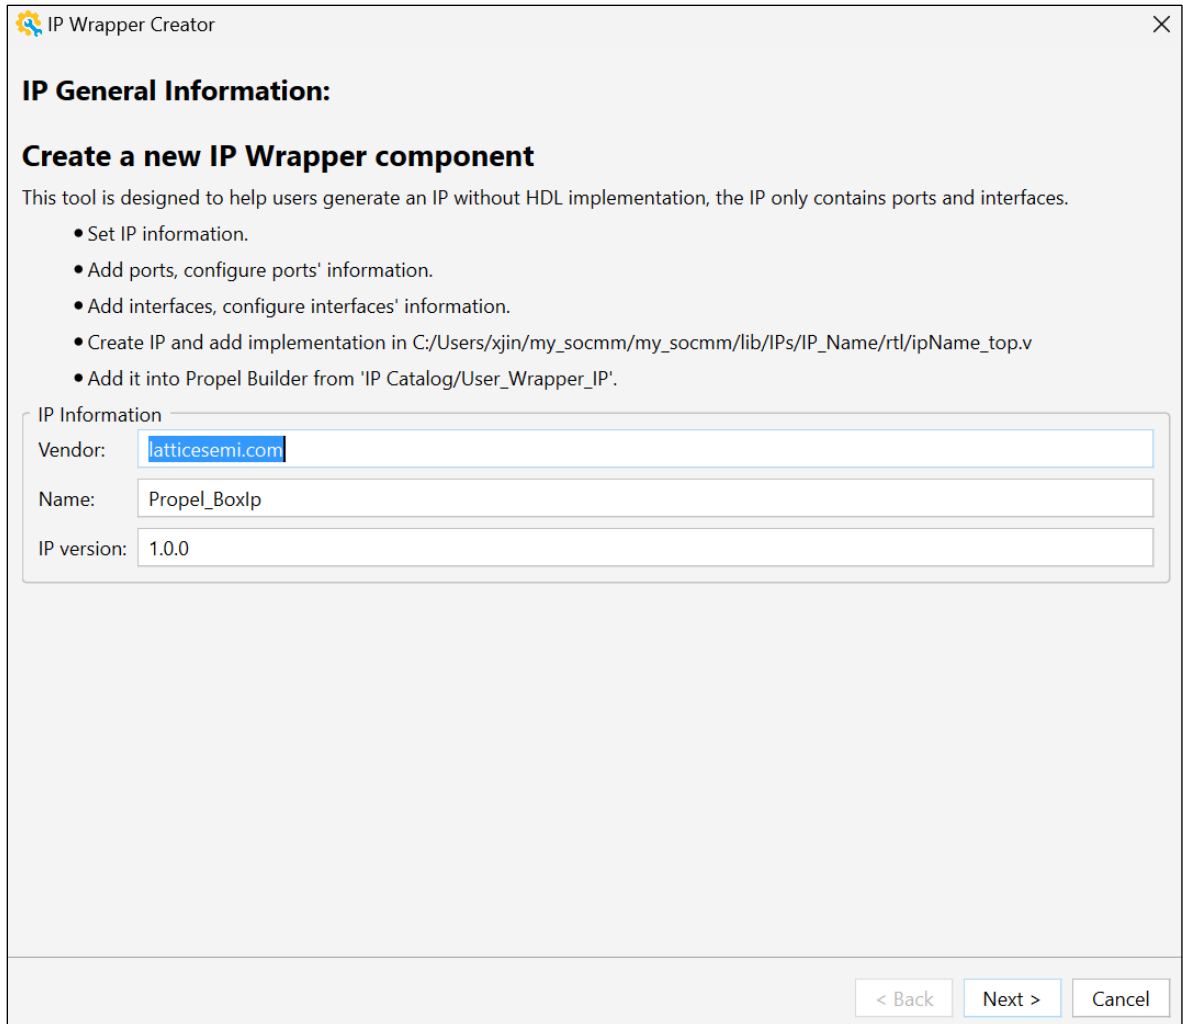 IP Wrapper Creator
IP General Information:
Create a new IP Wrapper component
This tool is designed to help users generate an IP without HDL implementation, the IP only contains ports and interfaces.
• Set IP information.
• Add ports, configure ports' information.
• Add interfaces, configure interfaces' information.
• Create IP and add implementation in C:/Users/xjin/my_socmm/my_socmm/lib/IPs/IP_Name/rtl/ipName_top.v
• Add it into Propel Builder from 'IP Catalog/User_Wrapper_IP'.
IP Information
Vendor: latticesemi.com
Name: Propel_BoxIp
IP version: 1.0.0
< Back Next > Cancel